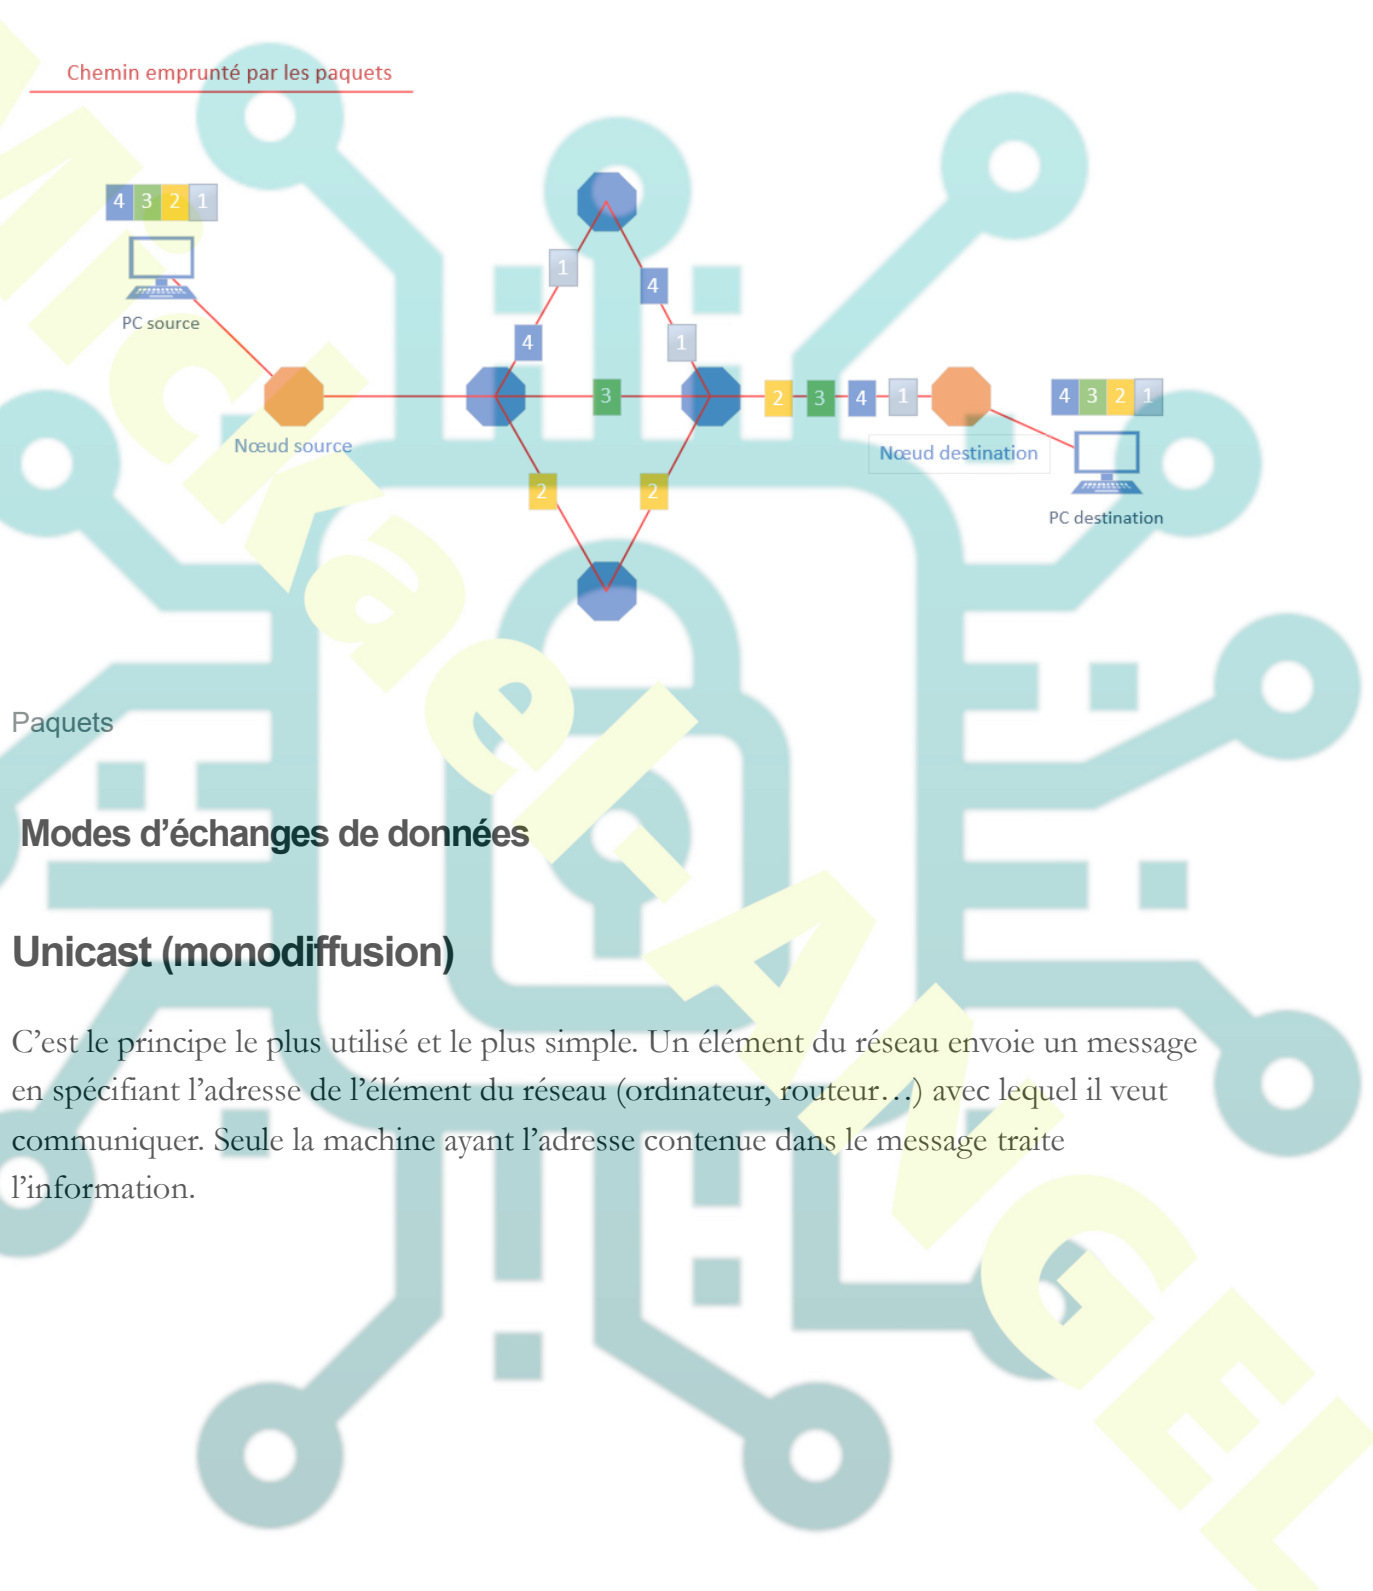 Chemin emprunté par les paquets
4 3 2 1
PC source
1
4
4
1
Nœud source
3
2 3 4 1
4 3 2 1
Nœud destination
2
2
PC destination
Paquets
Modes d’échanges de données
Unicast (monodiffusion)
C’est le principe le plus utilisé et le plus simple. Un élément du réseau envoie un message
en spécifiant l’adresse de l’élément du réseau (ordinateur, routeur…) avec lequel il veut
communiquer. Seule la machine ayant l’adresse contenue dans le message traite
l’information.
Mickael-ANGEL